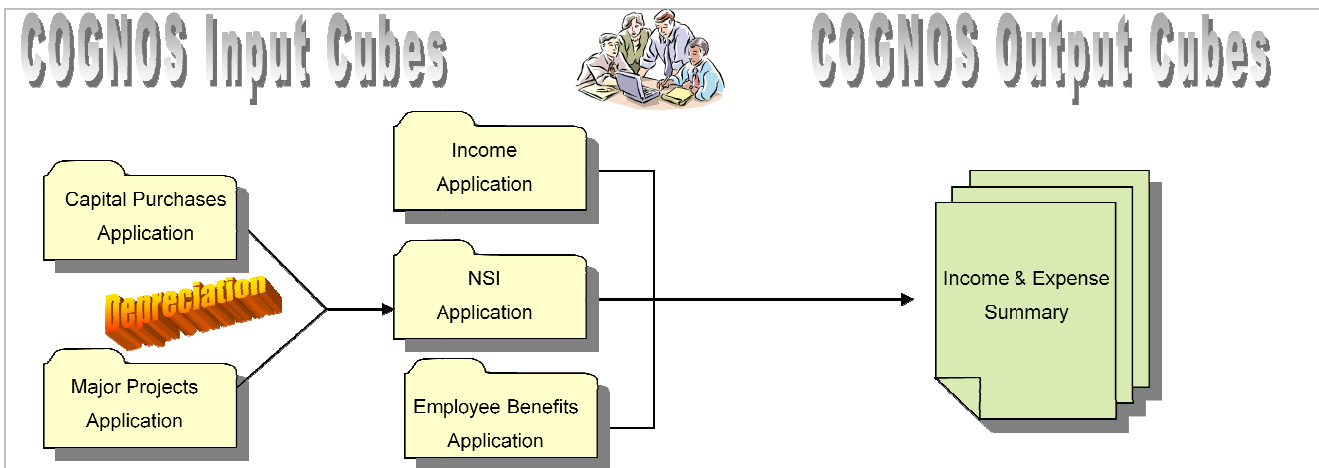 COGNOS Input Cubes
COGNOS Output Cubes
Capital Purchases
Application
Depreciation
Major Projects
Application
Income
Application
NSI
Application
Employee Benefits
Application
Income & Expense
Summary